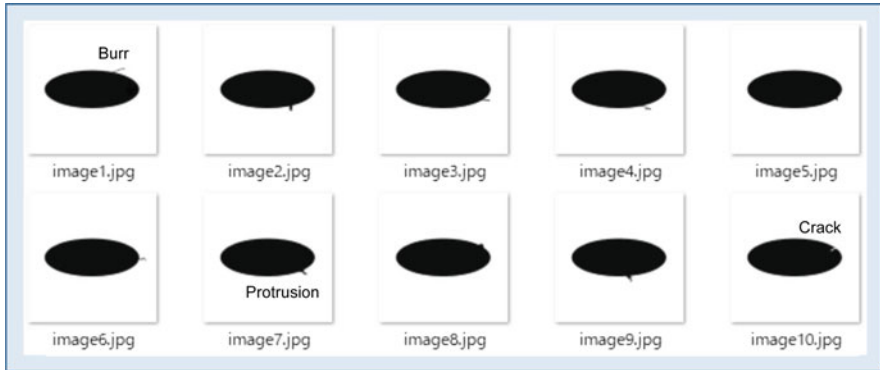 Burr
image1.jpg image2.jpg image3.jpg image4.jpg image5.jpg
Crack
Protrusion
image6.jpg image7.jpg image8.jpg image9.jpg image10.jpg